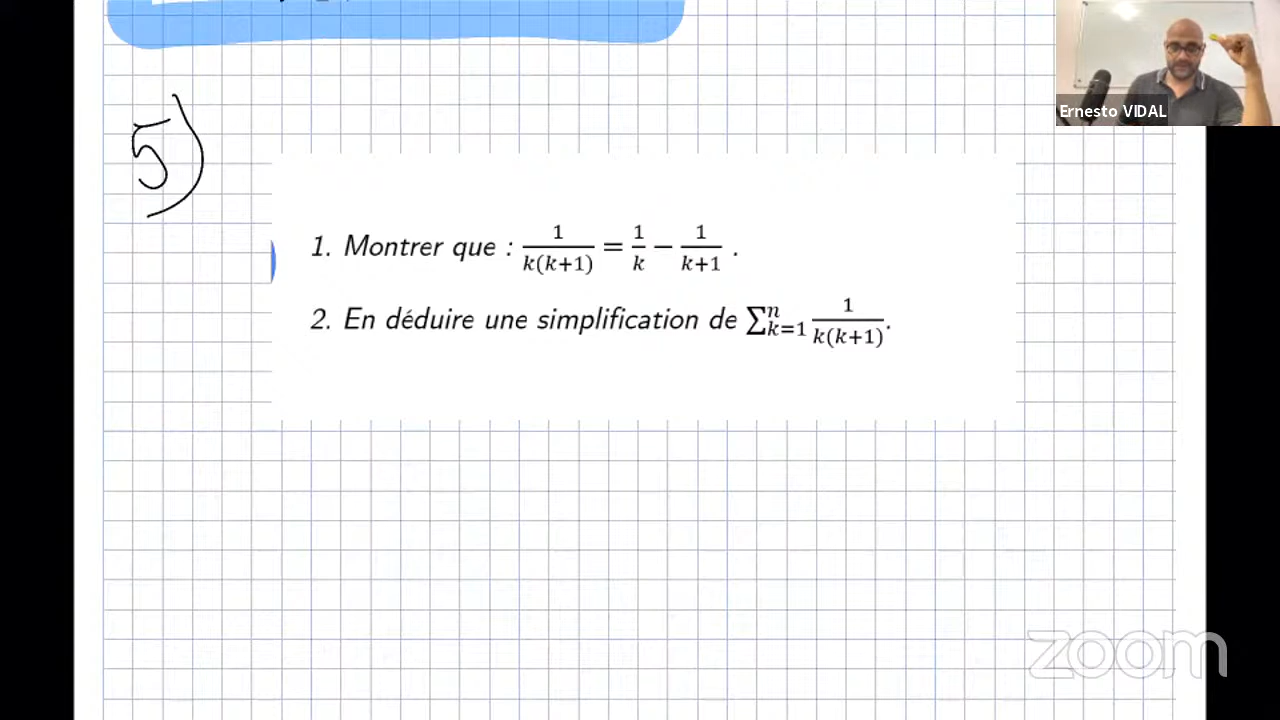 Ernesto VIDAL
5)
1. Montrer que : 1/(k(k+1)) = 1/k − 1/(k+1) .
2. En déduire une simplification de ∑_{k=1}^{n} 1/(k(k+1)).
zoom